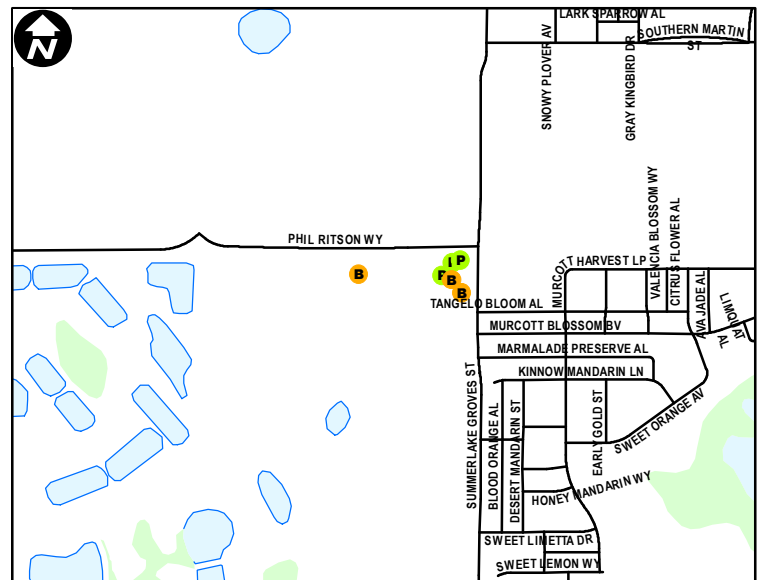 N
LARK SPARROW AL
SOUTHERN MARTIN
ST
SNOWY PLOVER AV
GRAY KINGBIRD DR
PHIL RITSON WY
VALENCIA BLOSSOM WY
CITRUS FLOWER AL
MURCOTT HARVEST LP
P
B
B
B
TANGELO BLOOM AL
AVA JADE AL
LIMQUAT
AL
MURCOTT BLOSSOM BV
MARMALADE PRESERVE AL
KINNOW MANDARIN LN
SUMMERLAKE GROVES ST
BLOOD ORANGE AL
DESERT MANDARIN ST
EARLY GOLD ST
SWEET ORANGE AV
HONEY MANDARIN WY
SWEET LIMETTA DR
SWEET LEMON WY